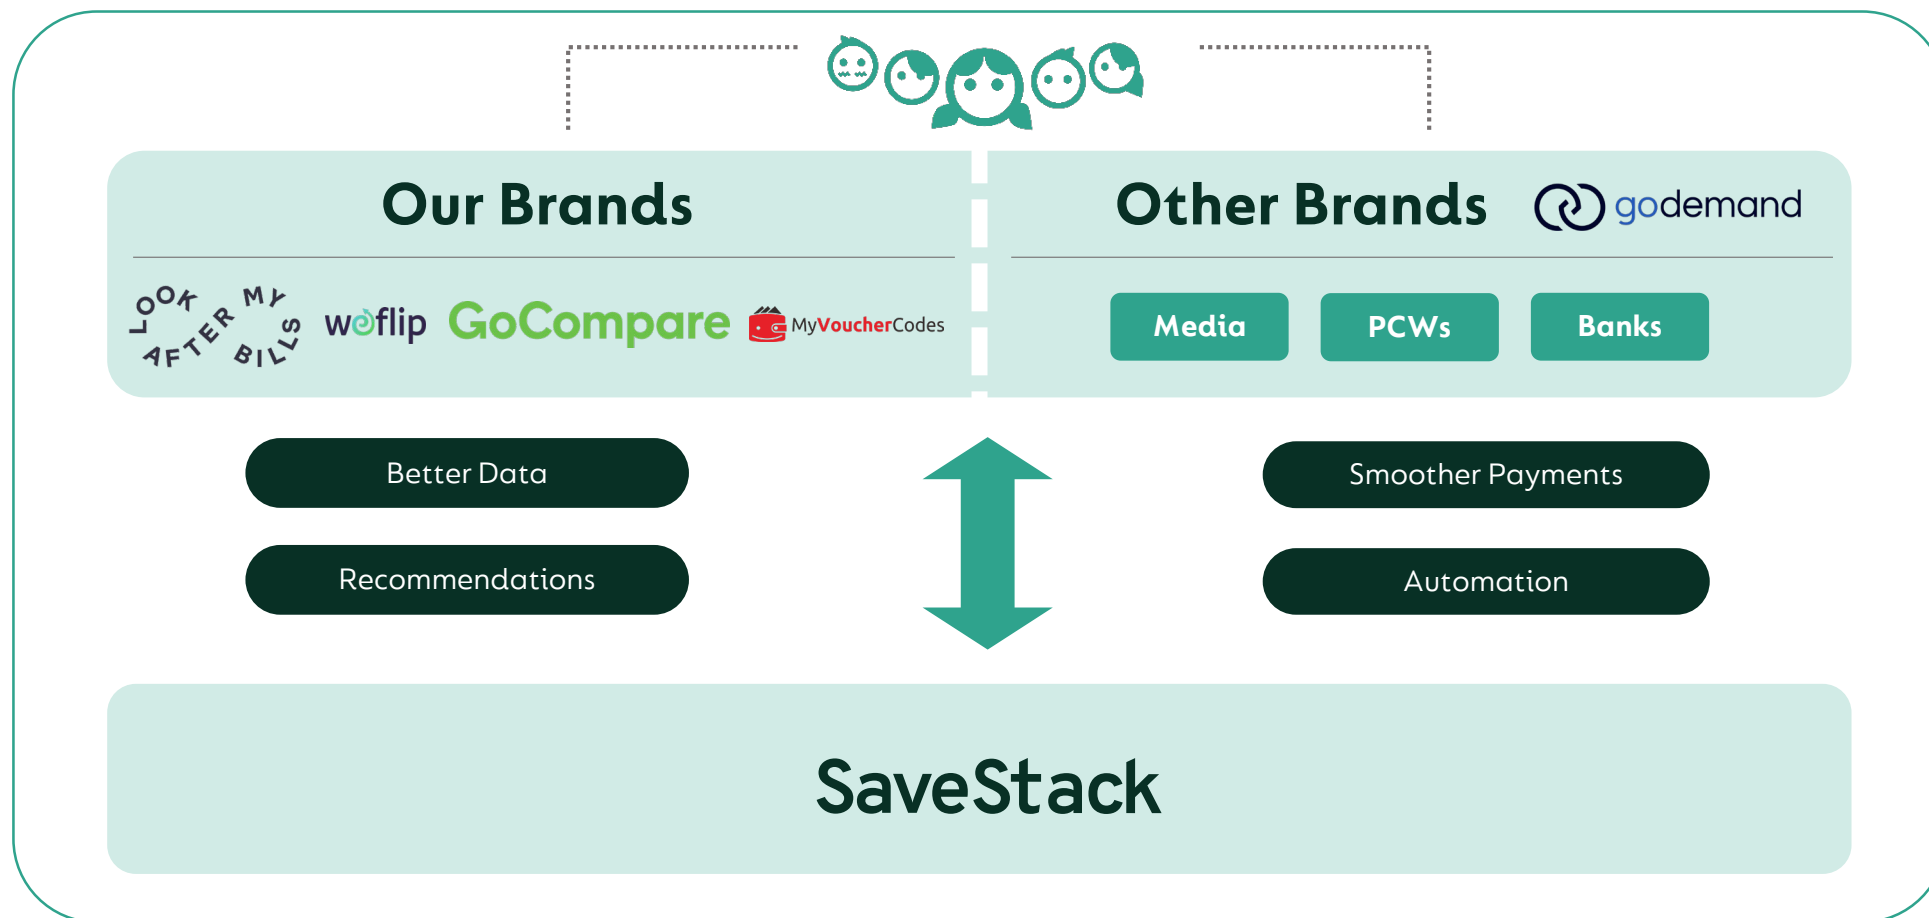 Our Brands
Other Brands
godemand
LOOK AFTER MY BILLS
weflip
GoCompare
MyVoucherCodes
Media
PCWs
Banks
Better Data
Smoother Payments
Recommendations
Automation
SaveStack